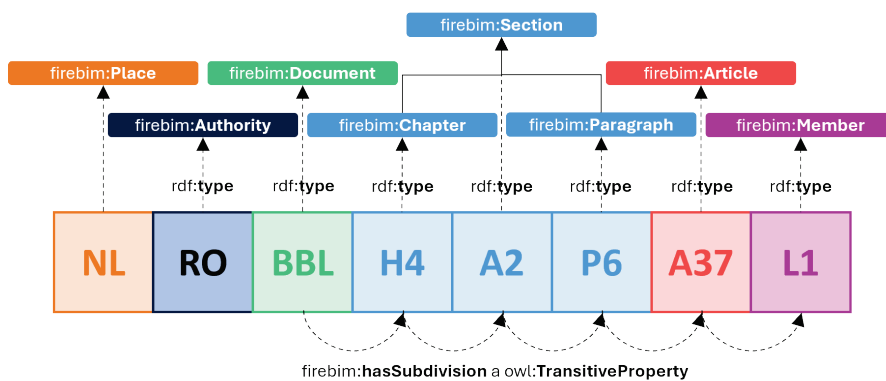 firebim:Section
firebim:Place
firebim:Document
firebim:Article
firebim:Authority
firebim:Chapter
firebim:Paragraph
firebim:Member
rdf:type rdf:type rdf:type rdf:type rdf:type rdf:type rdf:type
NL RO BBL H4 A2 P6 A37 L1
firebim:hasSubdivision a owl:TransitiveProperty